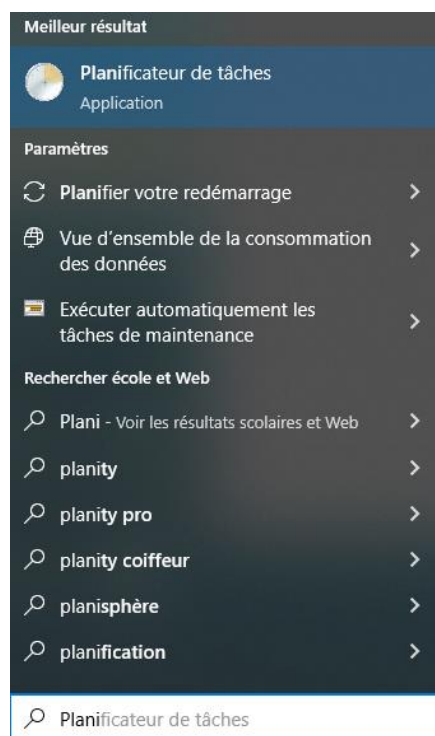 Meilleur résultat
Planificateur de tâches
Application
Paramètres
Planifier votre redémarrage
Vue d'ensemble de la consommation
des données
Exécuter automatiquement les
tâches de maintenance
Rechercher école et Web
Plani - Voir les résultats scolaires et Web
planity
planity pro
planity coiffeur
planisphère
planification
Planificateur de tâches